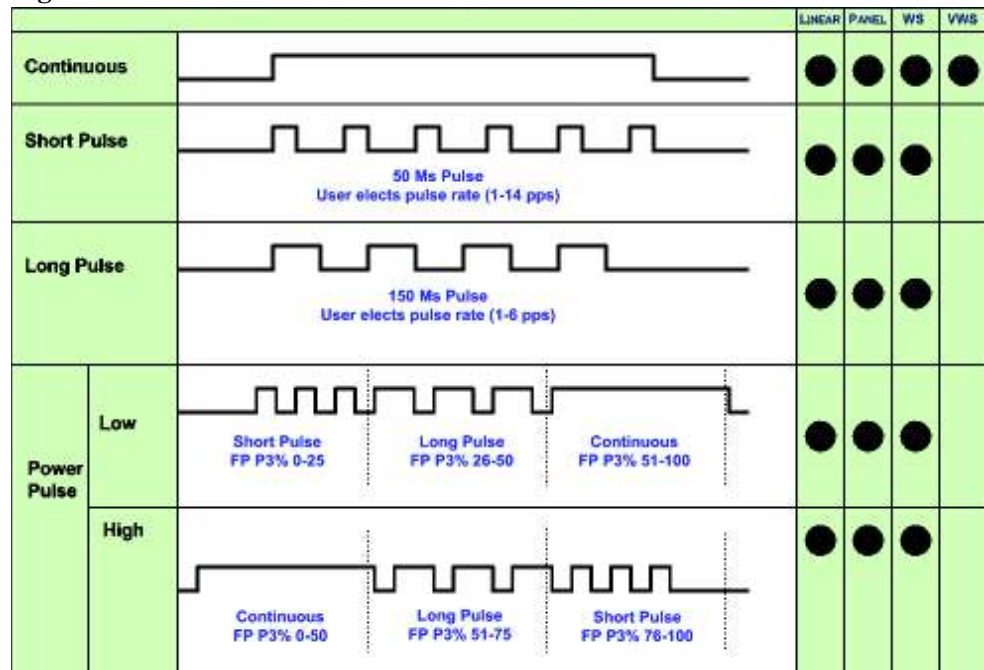 LINEAR PANEL WS VWS
Continuous
Short Pulse
50 Ms Pulse
User elects pulse rate (1-14 pps)
Long Pulse
150 Ms Pulse
User elects pulse rate (1-6 pps)
Power
Pulse
Low
Short Pulse
FP P3% 0-25
Long Pulse
FP P3% 26-50
Continuous
FP P3% 51-100
High
Continuous
FP P3% 0-50
Long Pulse
FP P3% 51-75
Short Pulse
FP P3% 76-100